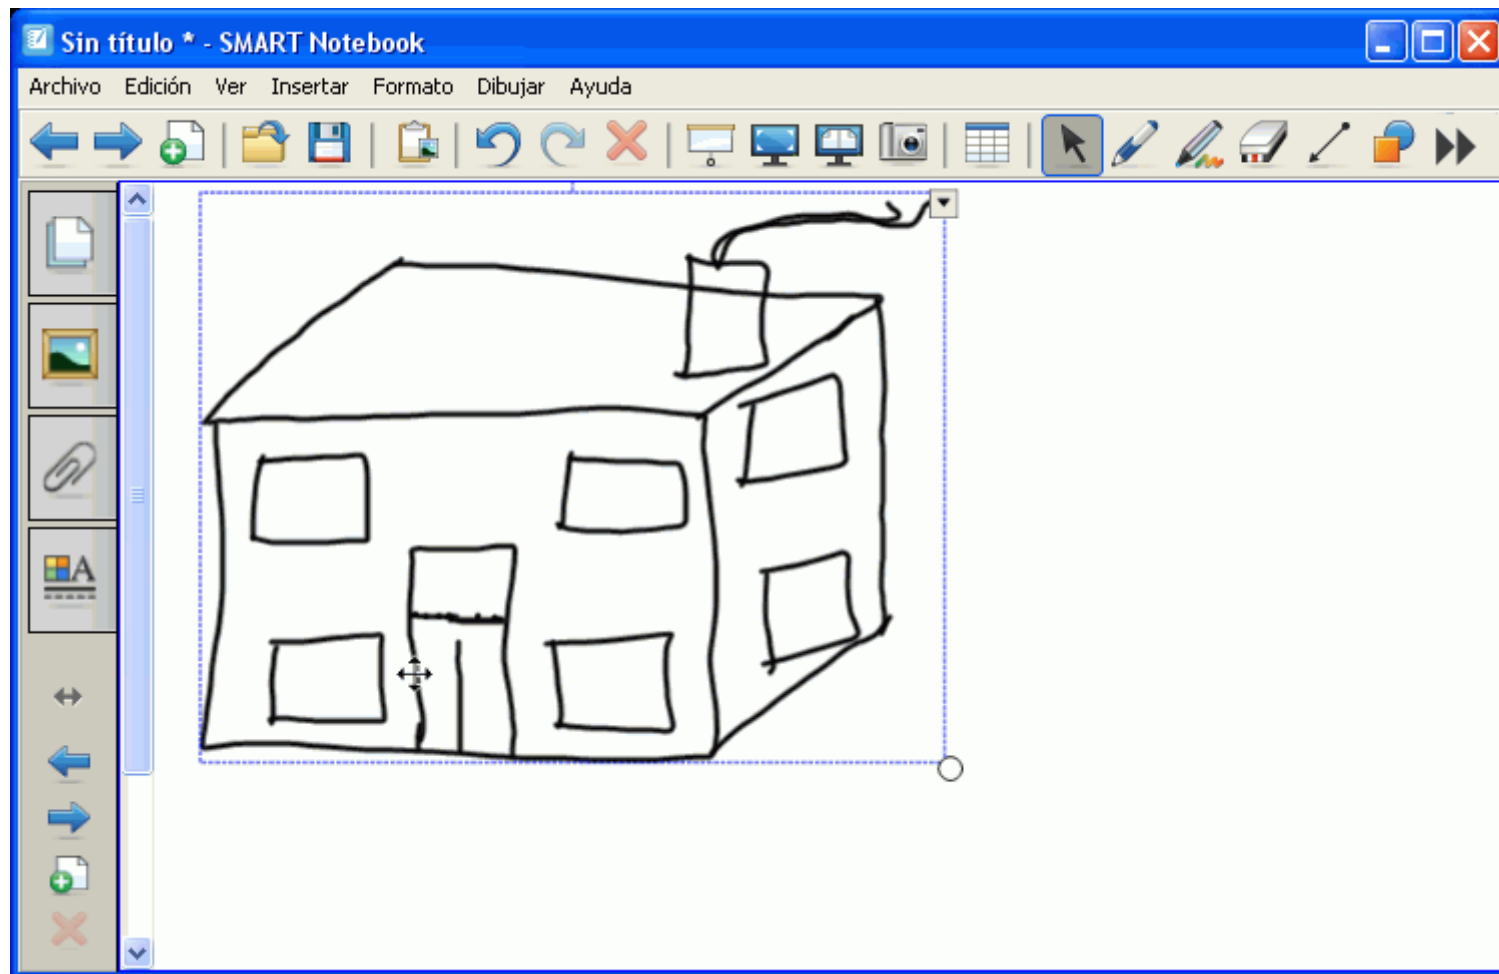 Sin título * - SMART Notebook
Archivo Edición Ver Insertar Formato Dibujar Ayuda
A